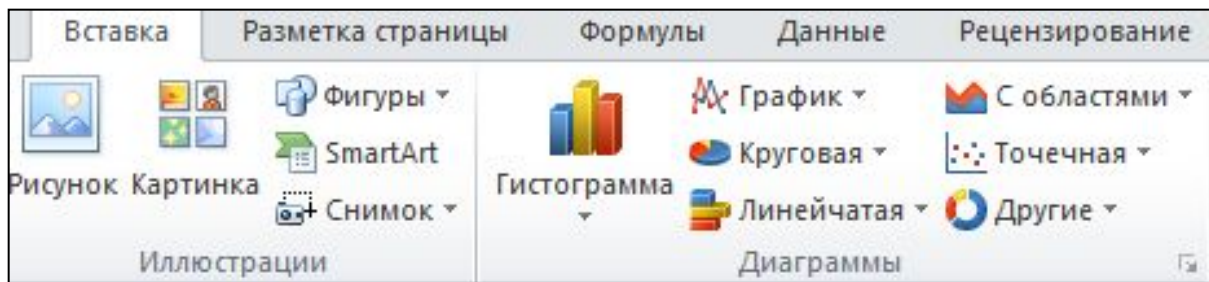 Вставка Разметка страницы Формулы Данные Рецензирование
Рисунок Картинка
Фигуры
SmartArt
Снимок
Иллюстрации
Гистограмма
График
Круговая
Линейчатая
С областями
Точечная
Другие
Диаграммы